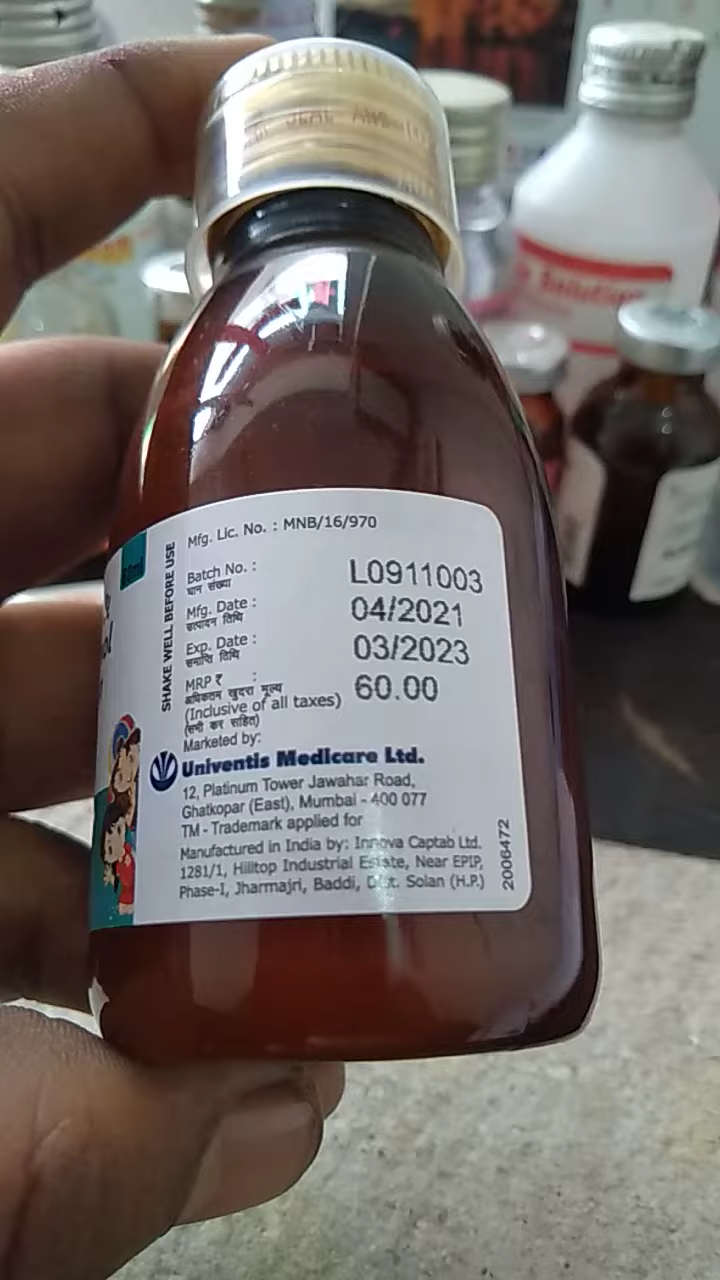 Mfg. Lic. No. : MNB/16/970
SHAKE WELL BEFORE USE
Batch No. : L0911003
घान संख्या
Mfg. Date : 04/2021
उत्पादन तिथि
Exp. Date : 03/2023
समाप्ति तिथि
MRP ₹ : 60.00
अधिकतम खुदरा मूल्य
(Inclusive of all taxes)
(सभी कर सहित)
Marketed by:
Univentis Medicare Ltd.
12, Platinum Tower Jawahar Road,
Ghatkopar (East), Mumbai - 400 077
TM - Trademark applied for
Manufactured in India by: Innova Captab Ltd.
1281/1, Hilltop Industrial Estate, Near EPIP,
Phase-I, Jharmajri, Baddi, Dist. Solan (H.P.)
2006472
Solution